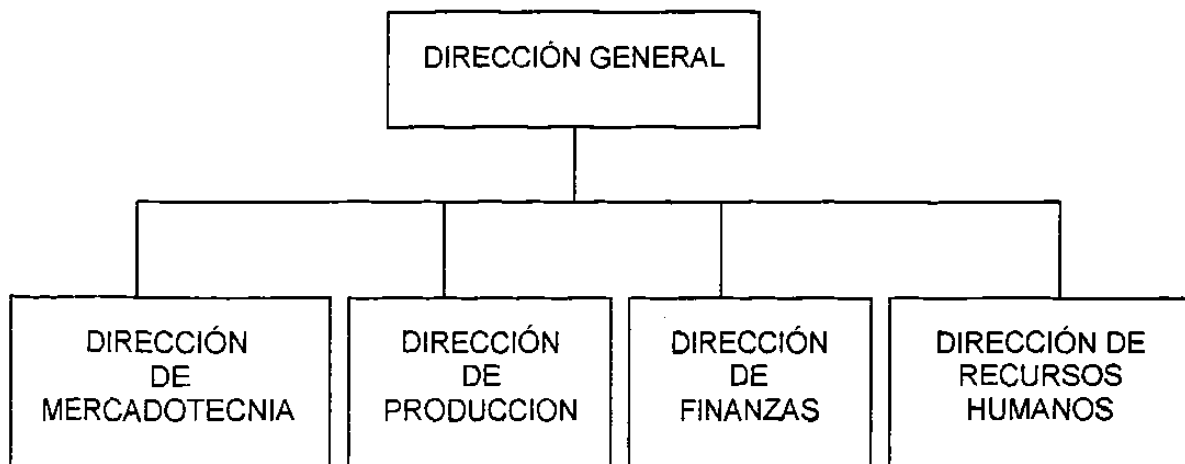 DIRECCIÓN GENERAL
DIRECCIÓN
DE
MERCADOTECNIA
DIRECCIÓN
DE
PRODUCCION
DIRECCIÓN
DE
FINANZAS
DIRECCIÓN DE
RECURSOS
HUMANOS